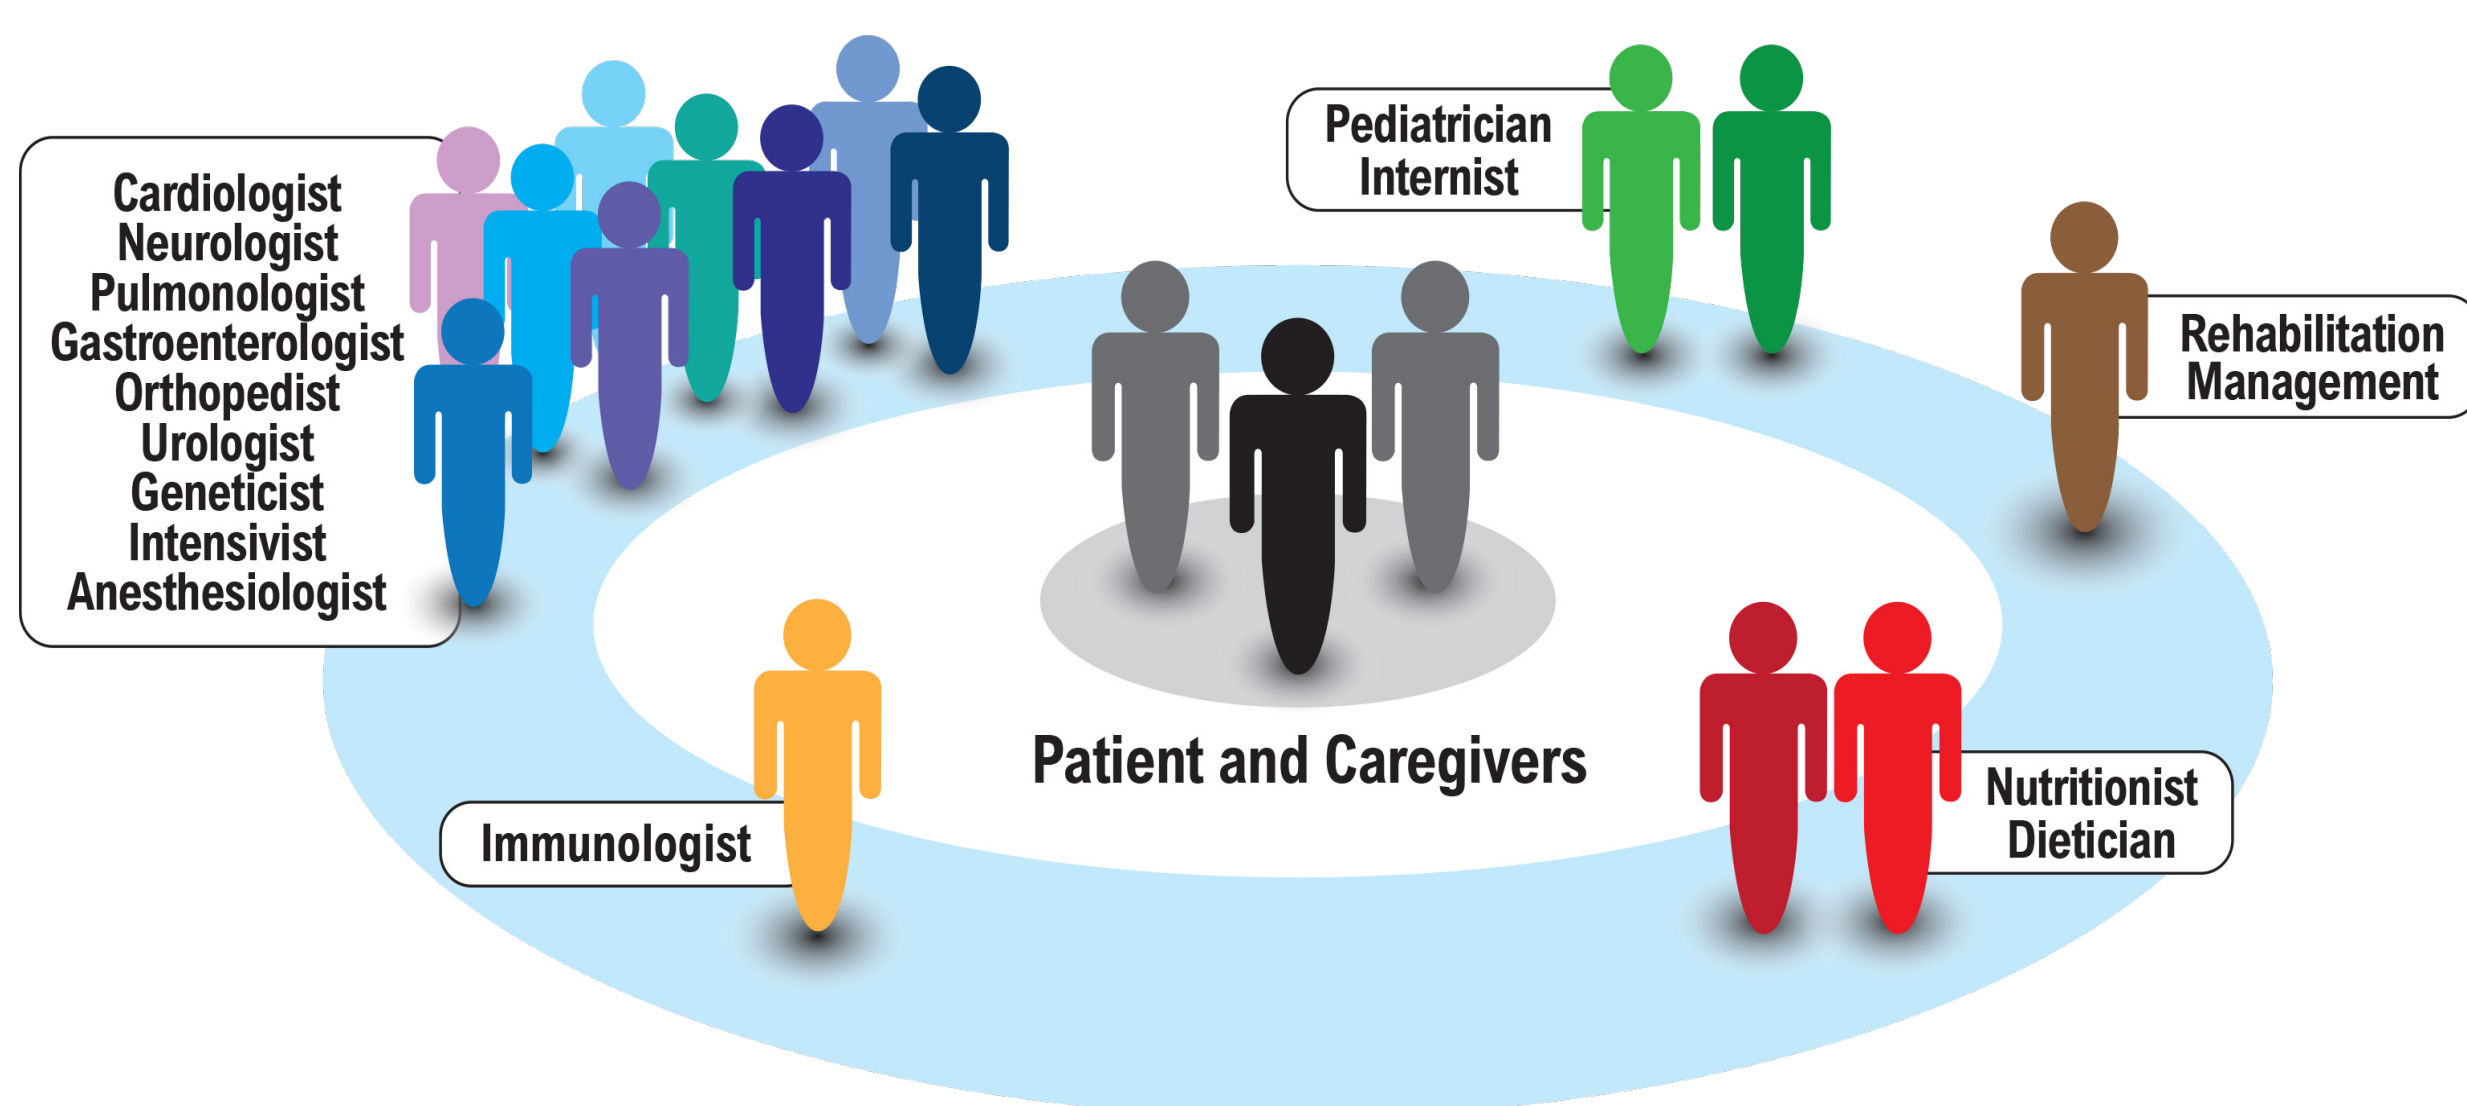 Cardiologist
Neurologist
Pulmonologist
Gastroenterologist
Orthopedist
Urologist
Geneticist
Intensivist
Anesthesiologist
Pediatrician
Internist
Rehabilitation
Management
Patient and Caregivers
Immunologist
Nutritionist
Dietician